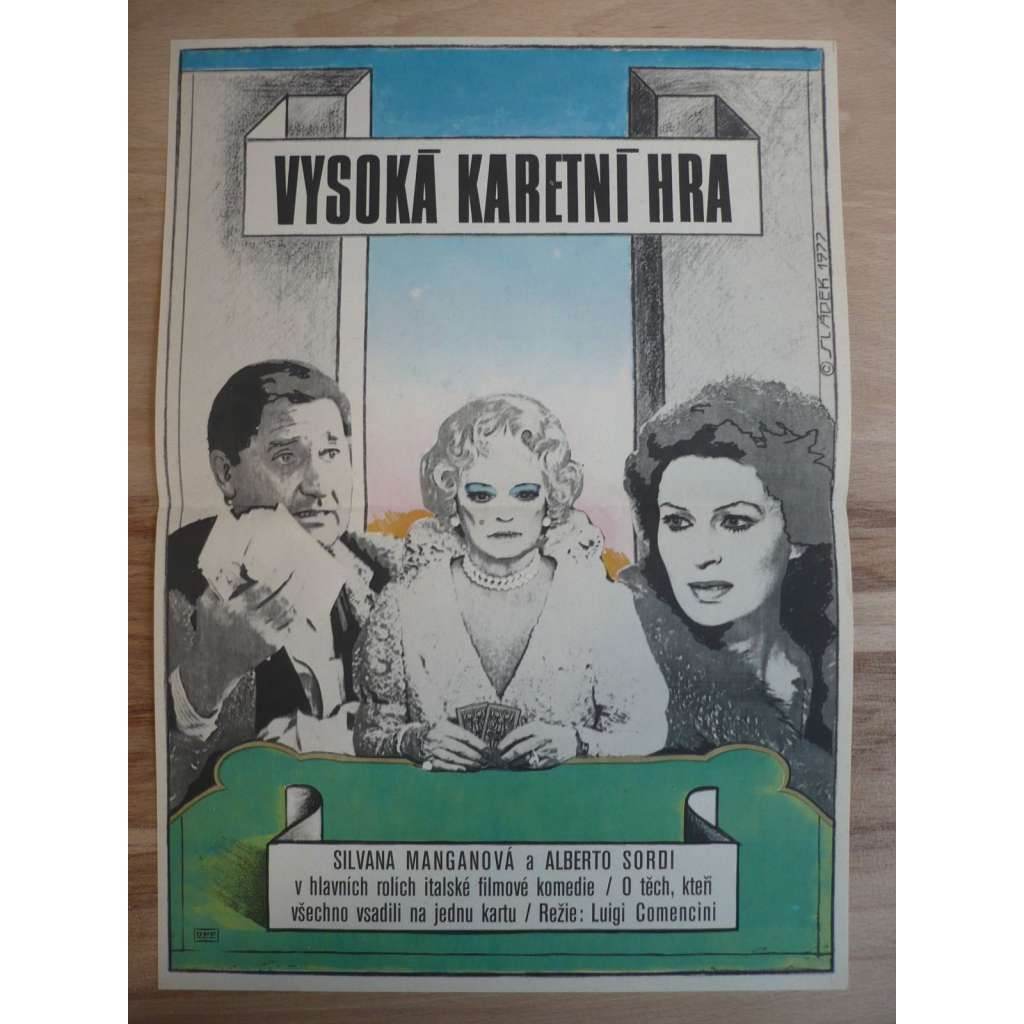 VYSOKÁ KARETNÍ HRA
© SLÁDEK 1977
SILVANA MANGANOVÁ a ALBERTO SORDI
v hlavních rolích italské filmové komedie / O těch, kteří
všechno vsadili na jednu kartu / Režie: Luigi Comencini